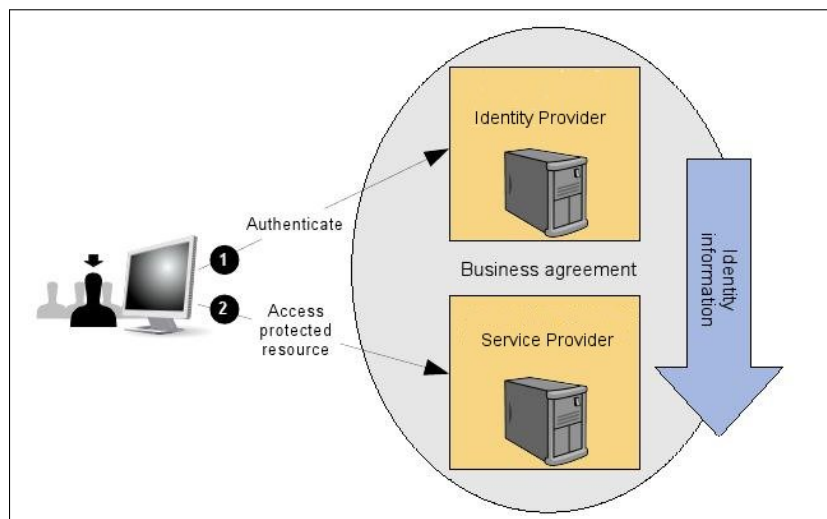 Identity Provider
Authenticate
1
Business agreement
Identity
information
2
Access
protected
resource
Service Provider